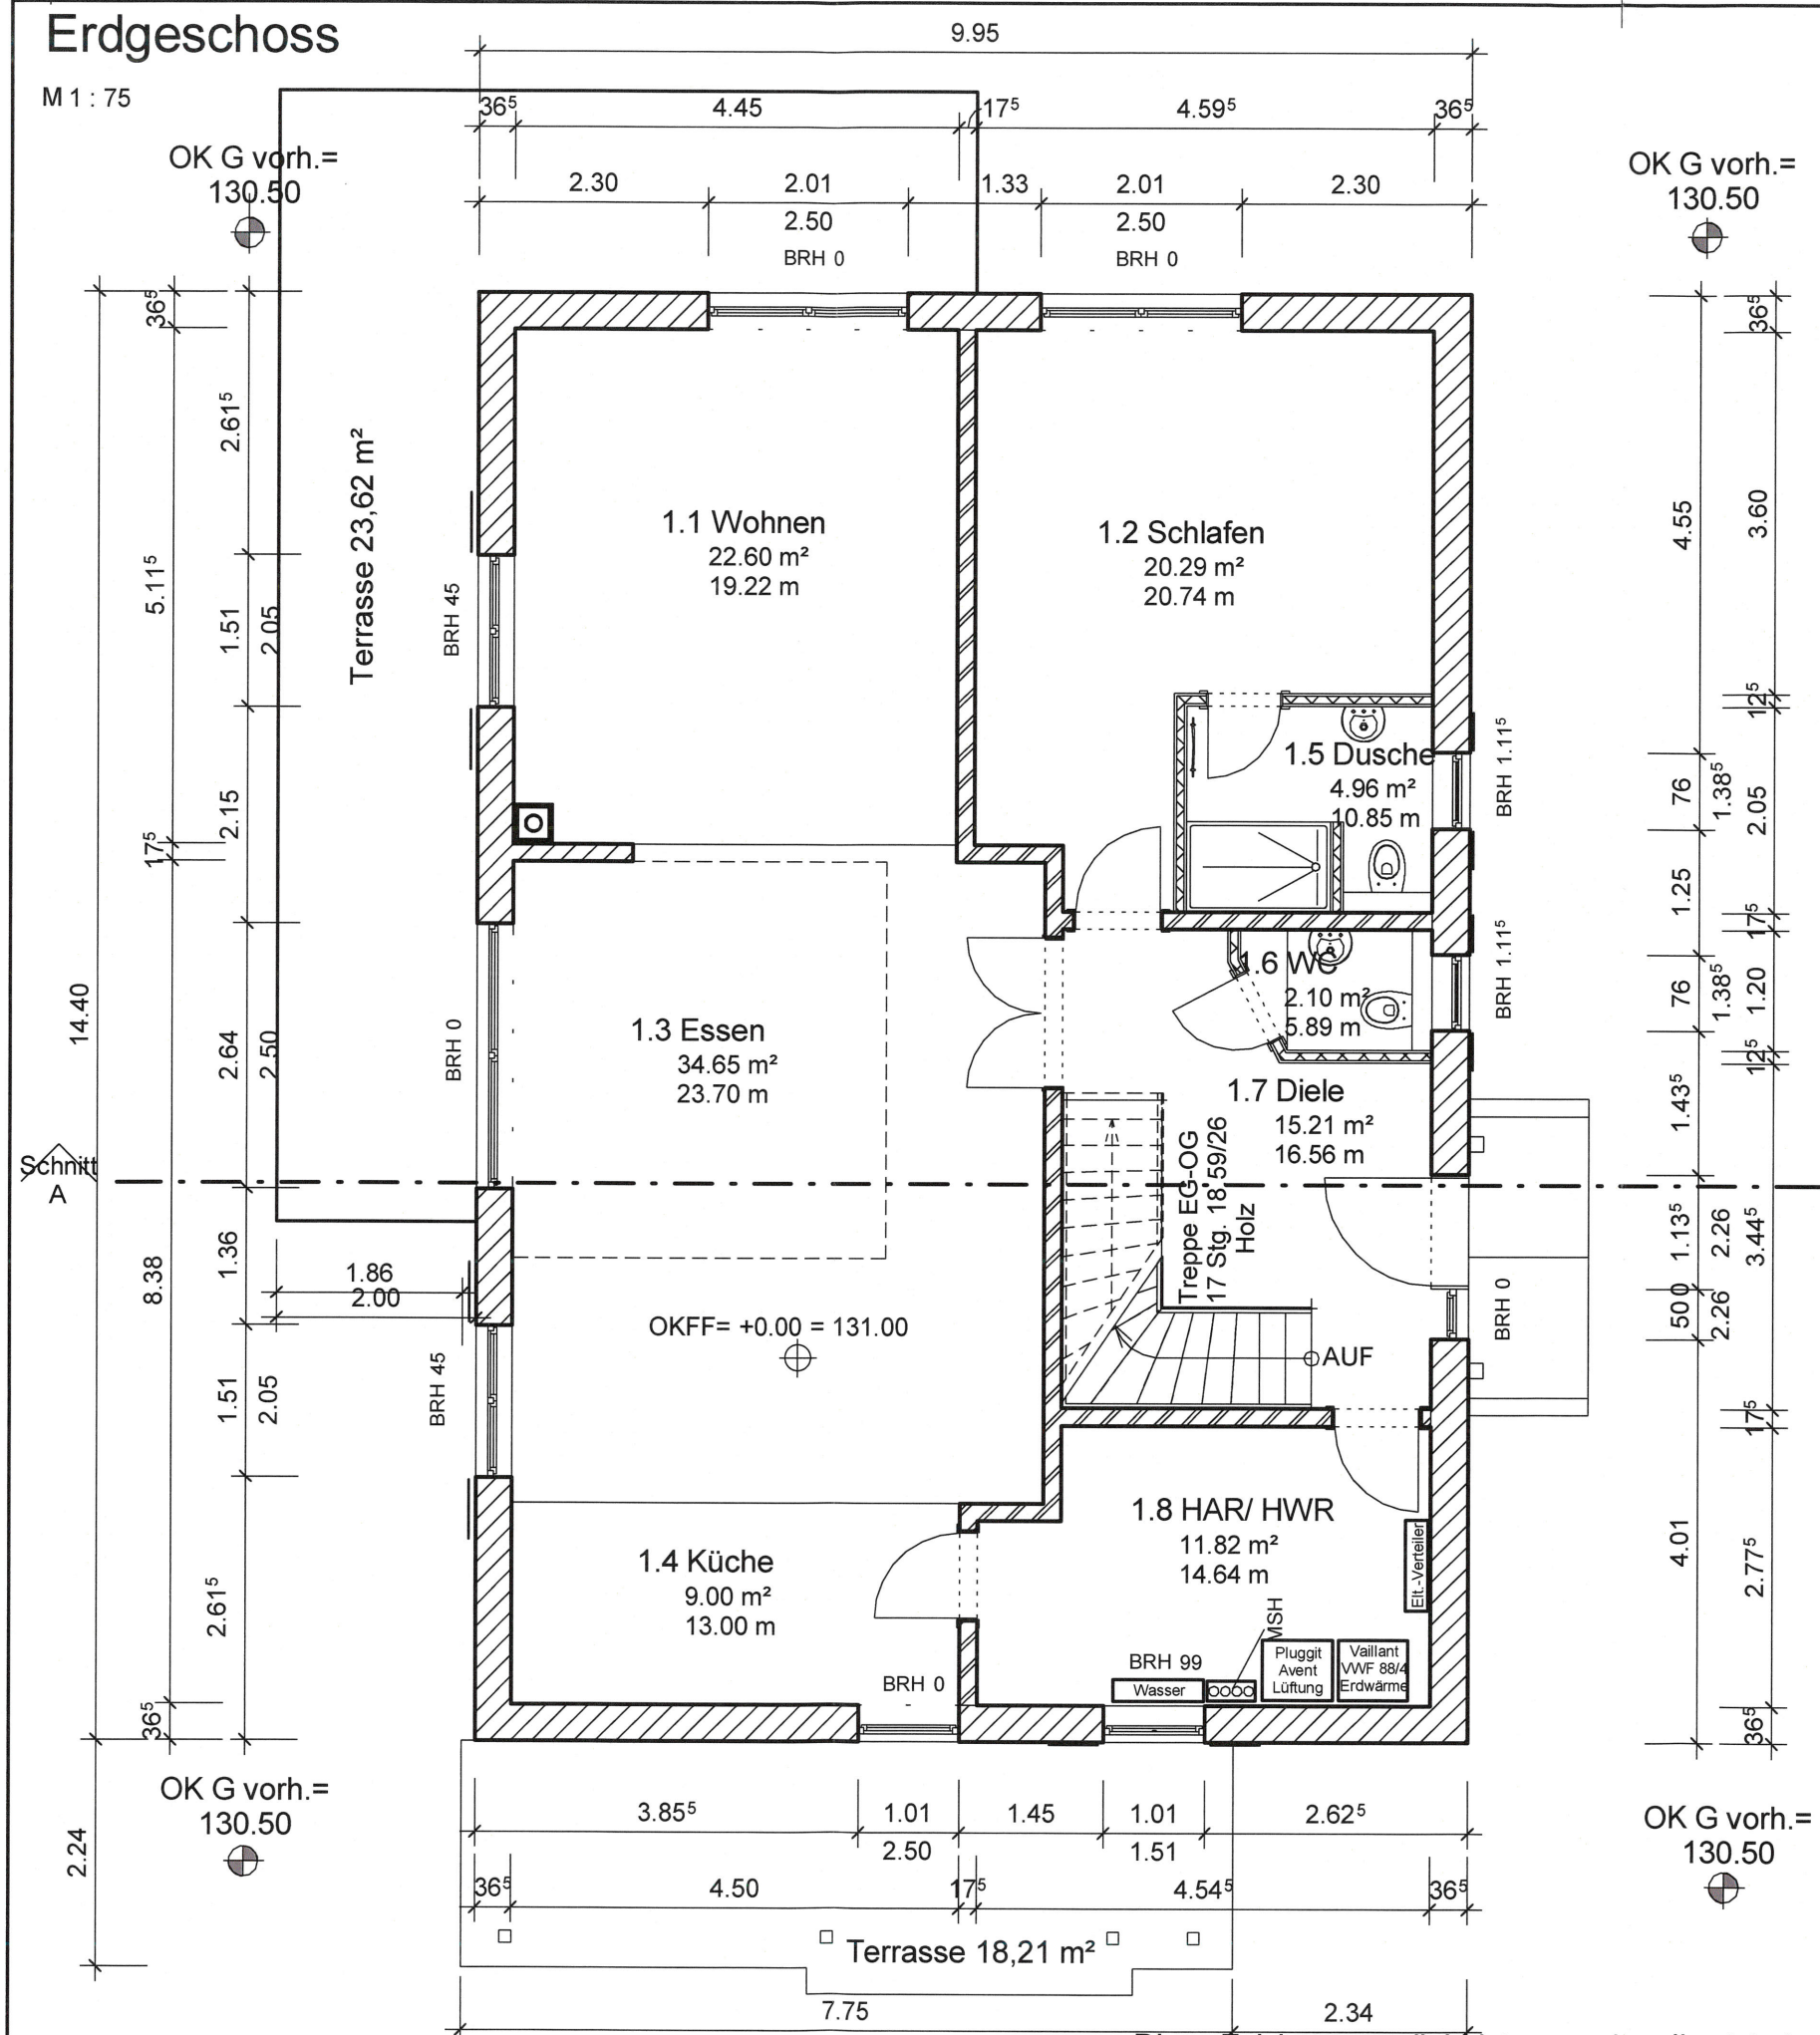 Erdgeschoss
M 1 : 75
9.95
36⁵
4.45
17⁵
4.59⁵
36⁵
OK G vorh.=
130.50
2.30
2.01
2.50
BRH 0
1.33
2.01
2.50
BRH 0
2.30
OK G vorh.=
130.50
36⁵
2.61⁵
5.11⁵
1.51
2.05
BRH 45
Terrasse 23,62 m²
2.15
17⁵
14.40
2.64
2.50
BRH 0
Schnitt
A
8.38
1.36
1.86
2.00
1.51
2.05
BRH 45
2.61⁵
36⁵
1.1 Wohnen
22.60 m²
19.22 m
1.2 Schlafen
20.29 m²
20.74 m
1.5 Dusche
4.96 m²
10.85 m
1.6 WC
2.10 m²
5.89 m
1.3 Essen
34.65 m²
23.70 m
1.7 Diele
15.21 m²
16.56 m
Treppe EG-OG
17 Stg. 18 59/26
Holz
OKFF= +0.00 = 131.00
AUF
1.8 HAR/ HWR
11.82 m²
14.64 m
1.4 Küche
9.00 m²
13.00 m
BRH 0
BRH 99
Wasser
MSH
Pluggit
Avent
Lüftung
Vaillant
VWF 88/4
Erdwärme
Elt.-Verteiler
36⁵
4.55
3.60
12⁵
BRH 1.11⁵
76
1.38⁵
2.05
1.25
17⁵
BRH 1.11⁵
76
1.38⁵
1.20
12⁵
1.43⁵
1.13⁵
2.26
3.44⁵
50⁰
2.26
BRH 0
17⁵
4.01
2.77⁵
36⁵
OK G vorh.=
130.50
2.24
3.85⁵
1.01
2.50
1.45
1.01
1.51
2.62⁵
OK G vorh.=
130.50
36⁵
4.50
17⁵
4.54⁵
36⁵
Terrasse 18,21 m²
7.75
2.34